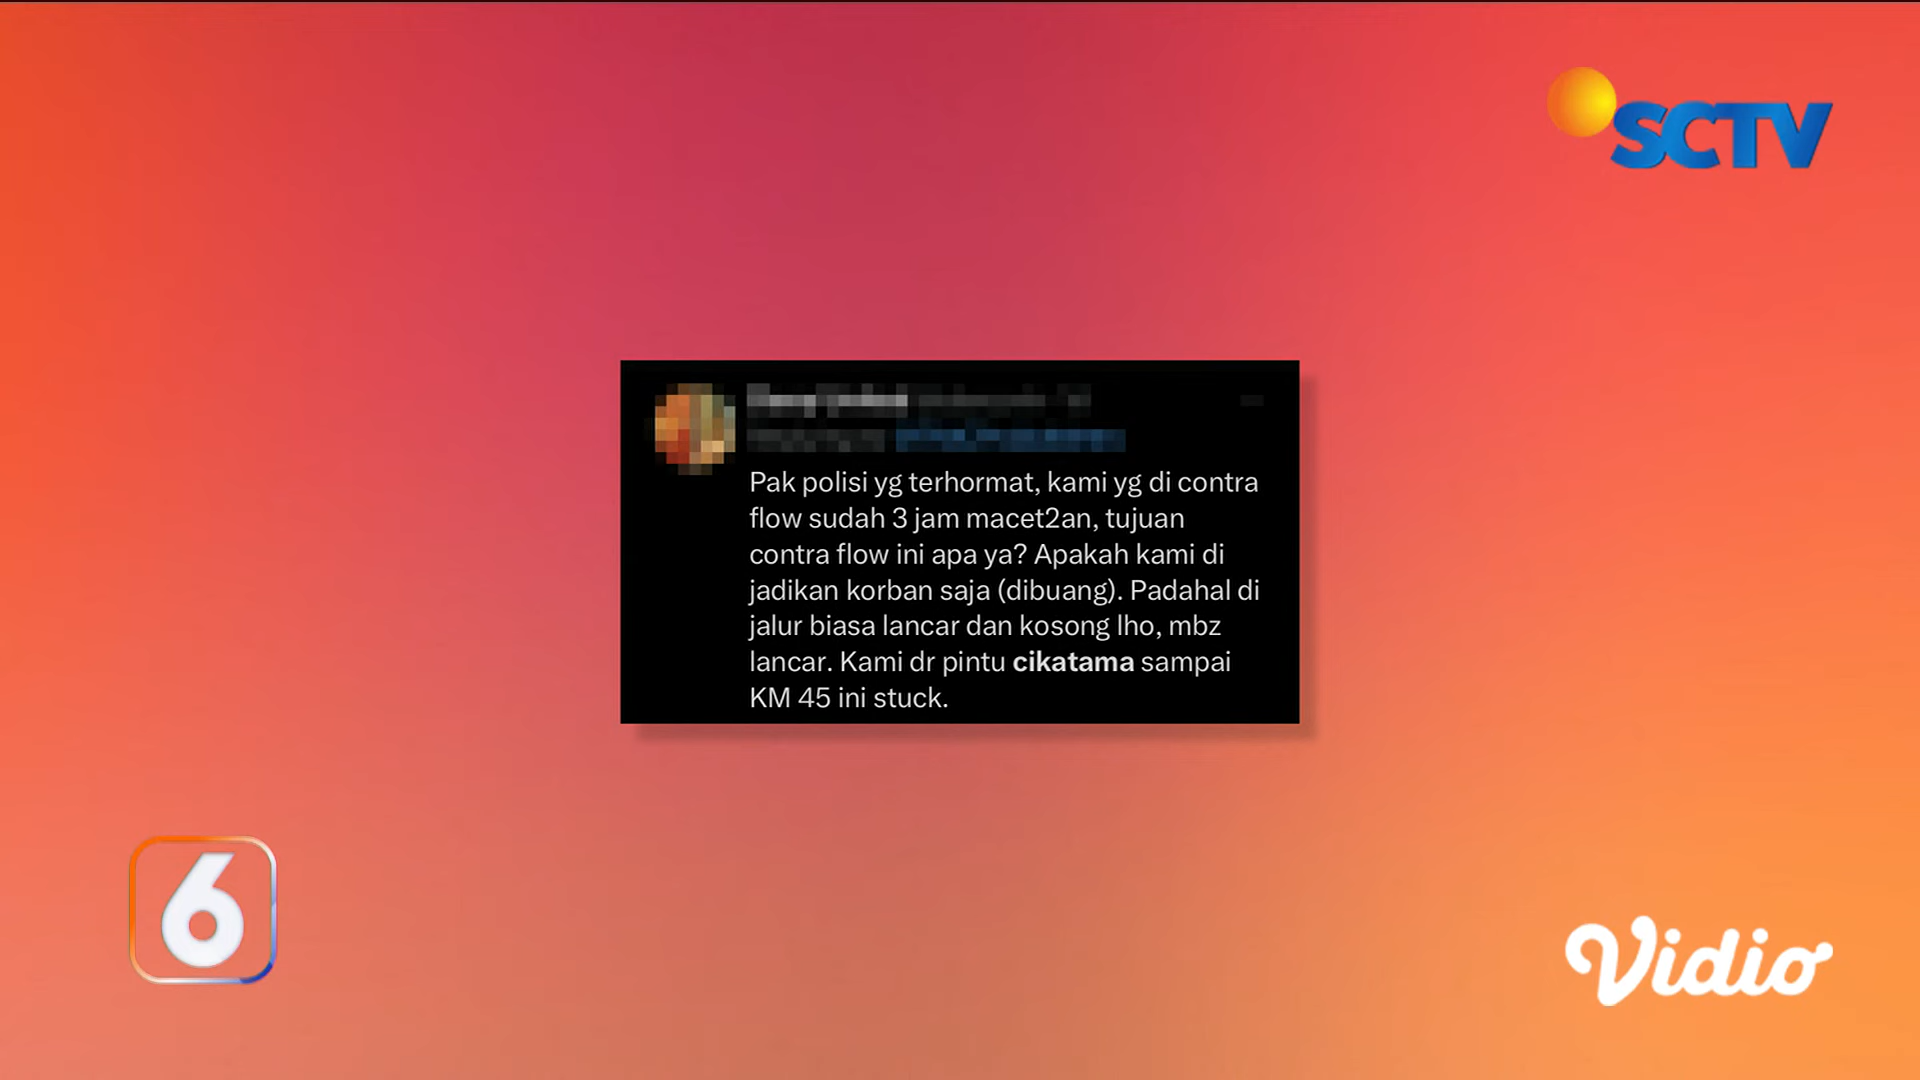 SCTV
Pak polisi yg terhormat, kami yg di contra
flow sudah 3 jam macet2an, tujuan
contra flow ini apa ya? Apakah kami di
jadikan korban saja (dibuang). Padahal di
jalur biasa lancar dan kosong lho, mbz
lancar. Kami dr pintu cikatama sampai
KM 45 ini stuck.
6
Vidio